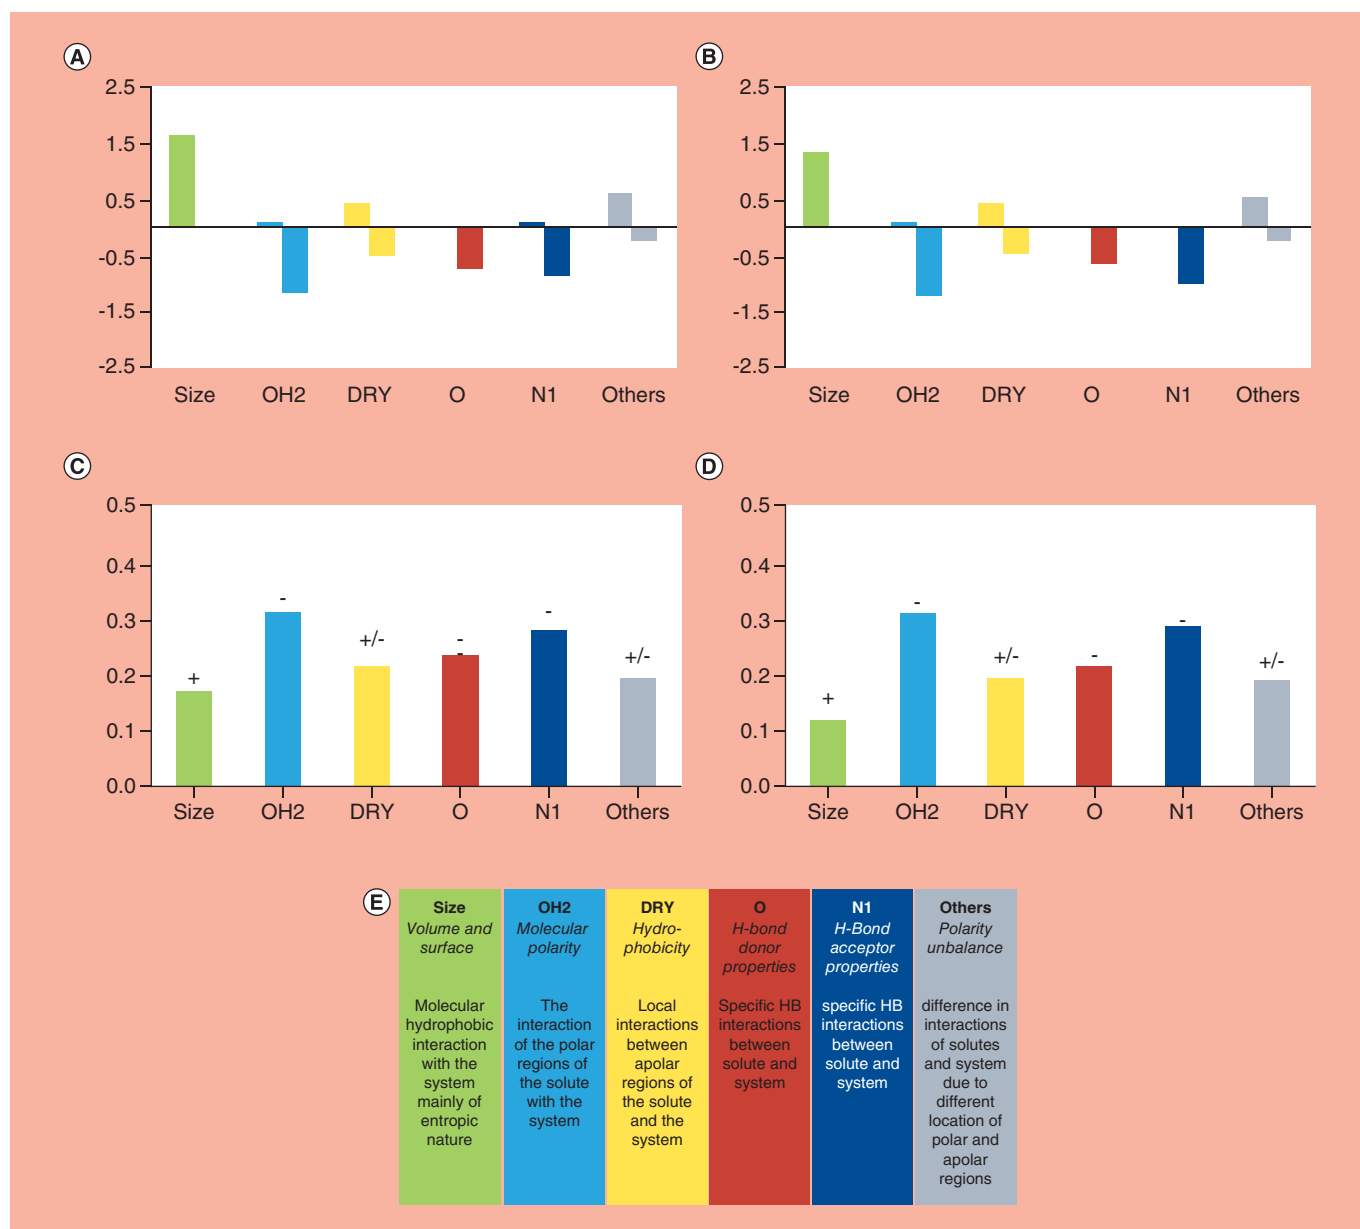 A
2.5
1.5
0.5
-0.5
-1.5
-2.5
Size OH2 DRY O N1 Others
B
2.5
1.5
0.5
-0.5
-1.5
-2.5
Size OH2 DRY O N1 Others
C
0.5
0.4
0.3
0.2
0.1
0.0
+ - +/- - - - +/-
Size OH2 DRY O N1 Others
D
0.5
0.4
0.3
0.2
0.1
0.0
+ - +/- - - +/-
Size OH2 DRY O N1 Others
E
Size
Volume and
surface
Molecular
hydrophobic
interaction
with the
system
mainly of
entropic
nature
OH2
Molecular
polarity
The
interaction
of the polar
regions of
the solute
with the
system
DRY
Hydro-
phobicity
Local
interactions
between
apolar
regions of
the solute
and the
system
O
H-bond
donor
properties
Specific HB
interactions
between
solute and
system
N1
H-Bond
acceptor
properties
specific HB
interactions
between
solute and
system
Others
Polarity
unbalance
difference in
interactions
of solutes
and system
due to
different
location of
polar and
apolar
regions